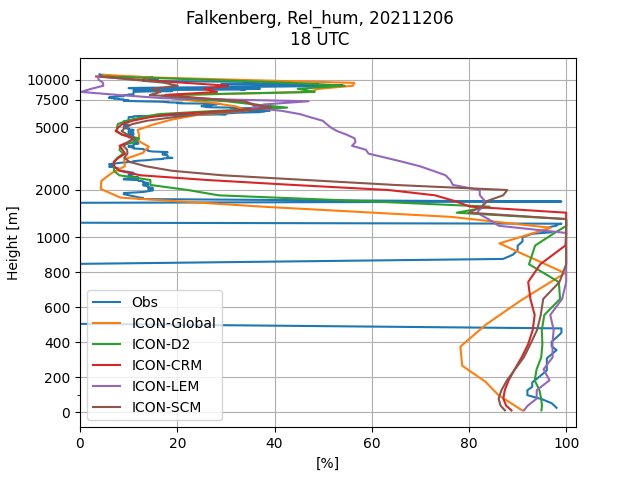 Falkenberg, Rel_hum, 20211206
18 UTC
Height [m]
10000
7500
5000
2000
1000
800
600
400
200
0
Obs
ICON-Global
ICON-D2
ICON-CRM
ICON-LEM
ICON-SCM
0 20 40 60 80 100
[%]